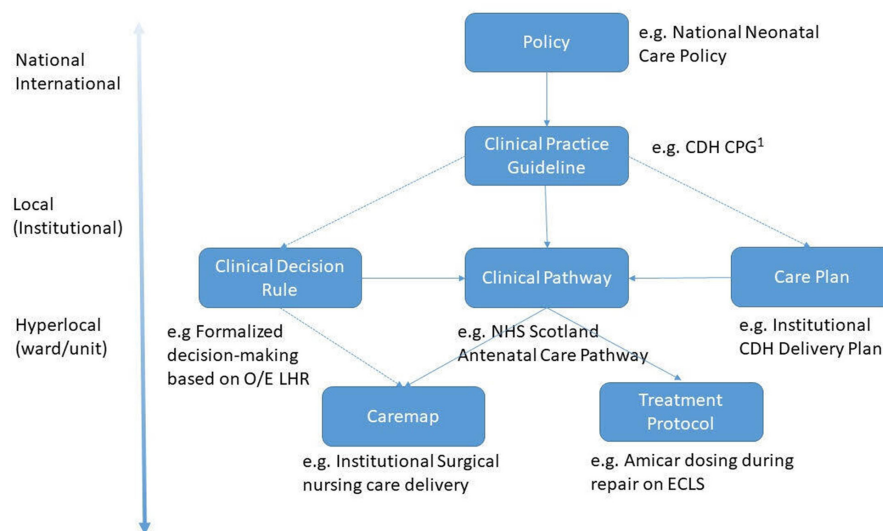 Policy
e.g. National Neonatal
Care Policy
National
International
Clinical Practice
Guideline
e.g. CDH CPG¹
Local
(Institutional)
Clinical Decision
Rule
Clinical Pathway
Care Plan
Hyperlocal
(ward/unit)
e.g Formalized
decision-making
based on O/E LHR
e.g. NHS Scotland
Antenatal Care Pathway
e.g. Institutional
CDH Delivery Plan
Caremap
Treatment
Protocol
e.g. Institutional Surgical
nursing care delivery
e.g. Amicar dosing during
repair on ECLS